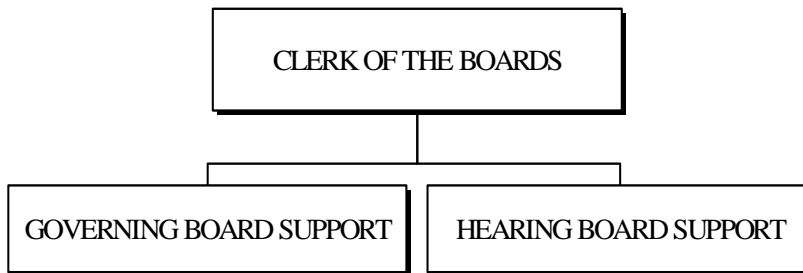 CLERK OF THE BOARDS
GOVERNING BOARD SUPPORT
HEARING BOARD SUPPORT